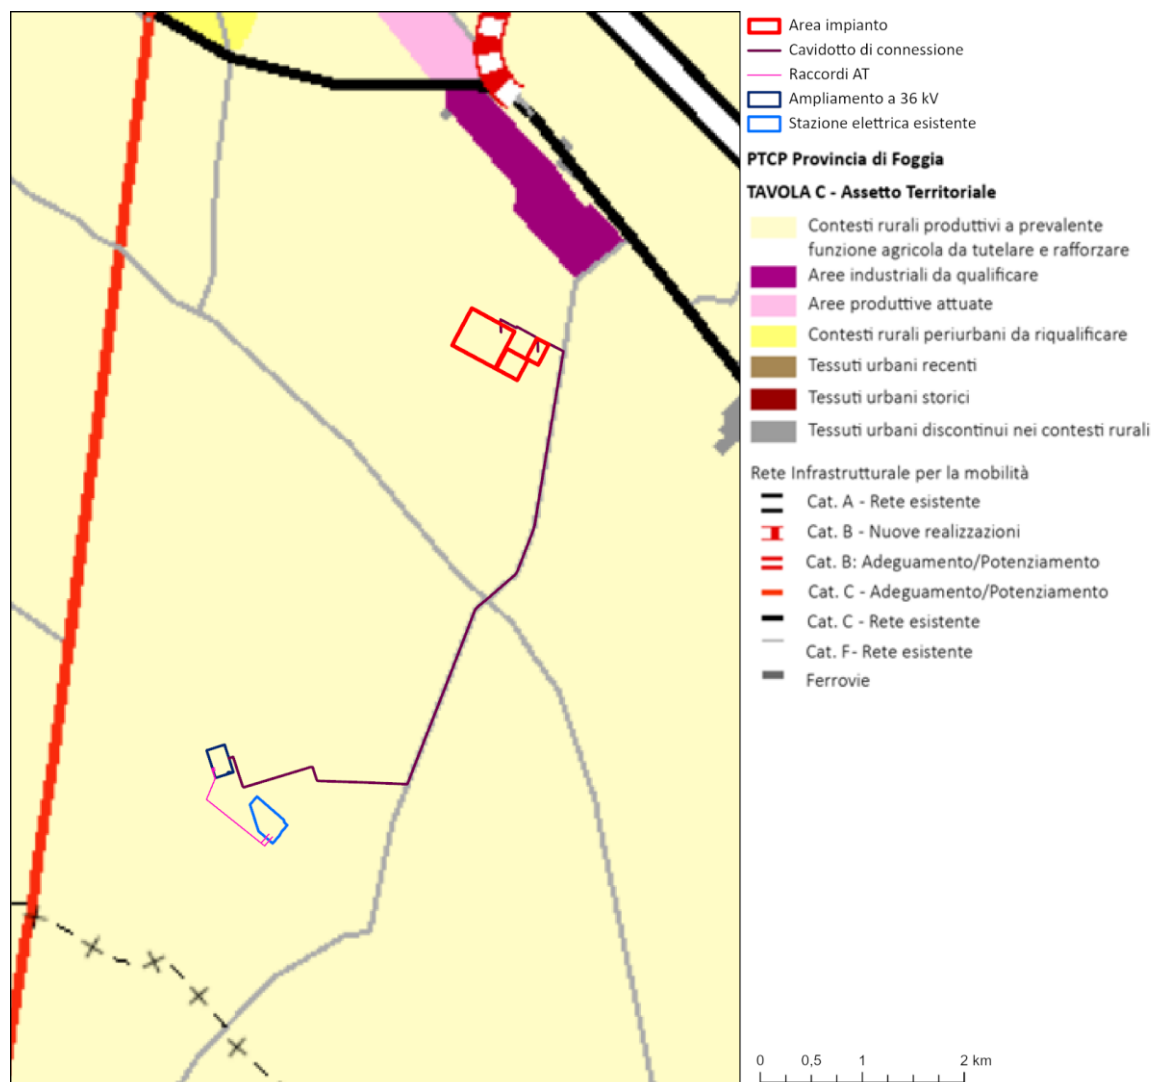 Area impianto
Cavidotto di connessione
Raccordi AT
Ampliamento a 36 kV
Stazione elettrica esistente
PTCP Provincia di Foggia
TAVOLA C - Assetto Territoriale
Contesti rurali produttivi a prevalente
funzione agricola da tutelare e rafforzare
Aree industriali da qualificare
Aree produttive attuate
Contesti rurali periurbani da riqualificare
Tessuti urbani recenti
Tessuti urbani storici
Tessuti urbani discontinui nei contesti rurali
Rete Infrastrutturale per la mobilità
Cat. A - Rete esistente
Cat. B - Nuove realizzazioni
Cat. B: Adeguamento/Potenziamento
Cat. C - Adeguamento/Potenziamento
Cat. C - Rete esistente
Cat. F- Rete esistente
Ferrovie
0 0,5 1 2 km